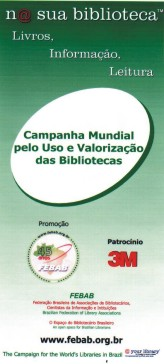 n@ sua biblioteca™
Livros,
Informação,
Leitura
Campanha Mundial
pelo Uso e Valorização
das Bibliotecas
Promoção
Patrocínio
3M
FEBAB
Federação Brasileira de Associações de Bibliotecários,
Cientistas da Informação e Instituições
Brazilian Federation of Library Associations
O Espaço do Bibliotecário Brasileiro
An open space for Brazilian Librarians
www.febab.org.br
The Campaign for the World's Libraries in Brazil
@ your library